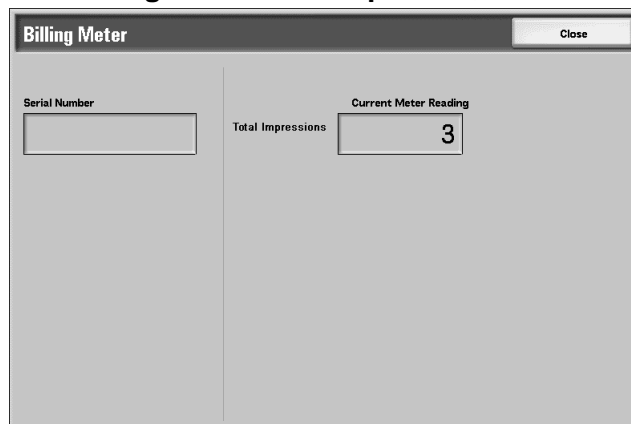 Billing Meter
Close
Serial Number
Current Meter Reading
Total Impressions
3